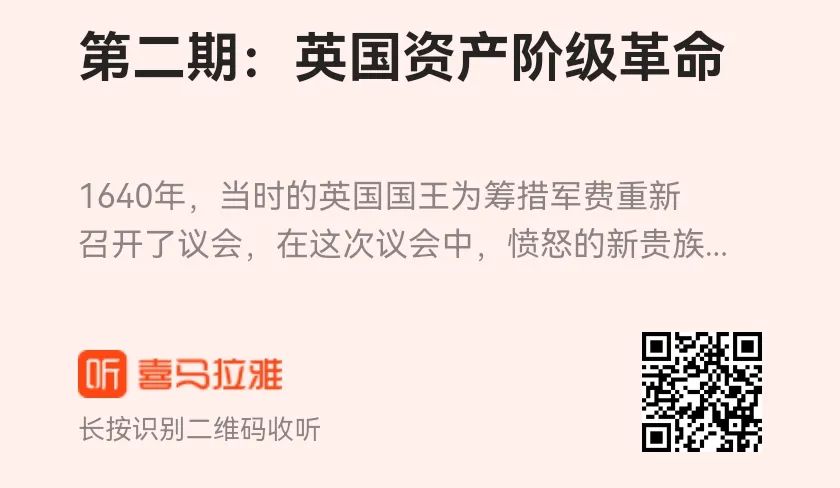 第二期：英国资产阶级革命
1640年，当时的英国国王为筹措军费重新
召开了议会，在这次议会中，愤怒的新贵族...
听 喜马拉雅
长按识别二维码收听